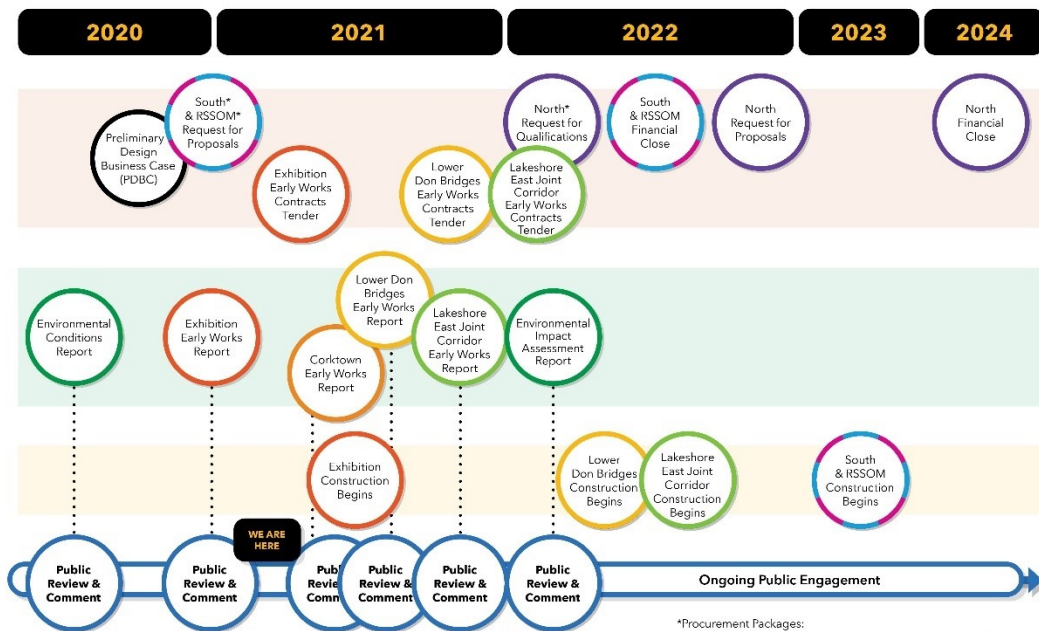 2020
2021
2022
2023
2024
Preliminary
Design
Business Case
(PDBC)
South*
& RSSOM*
Request for
Proposals
Exhibition
Early Works
Contracts
Tender
Lower
Don Bridges
Early Works
Contracts
Tender
North*
Request for
Qualifications
Lakeshore
East Joint
Corridor
Early Works
Contracts
Tender
South
& RSSOM
Financial
Close
North
Request for
Proposals
North
Financial
Close
Environmental
Conditions
Report
Exhibition
Early Works
Report
Corktown
Early Works
Report
Lower Don
Bridges
Early Works
Report
Lakeshore
East Joint
Corridor
Early Works
Report
Environmental
Impact
Assessment
Report
Exhibition
Construction
Begins
Lower
Don Bridges
Construction
Begins
Lakeshore
East Joint
Corridor
Construction
Begins
South
& RSSOM
Construction
Begins
WE ARE
HERE
Public
Review &
Comment
Public
Review &
Comment
Public
Review &
Comment
Public
Review &
Comment
Public
Review &
Comment
Public
Review &
Comment
Ongoing Public Engagement
*Procurement Packages: